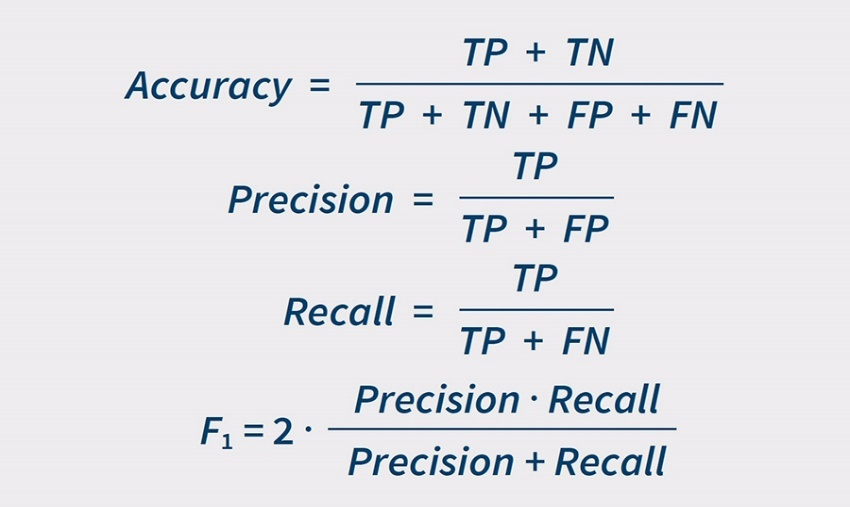 Accuracy = TP + TN / TP + TN + FP + FN
Precision = TP / TP + FP
Recall = TP / TP + FN
F₁ = 2 · Precision · Recall / Precision + Recall